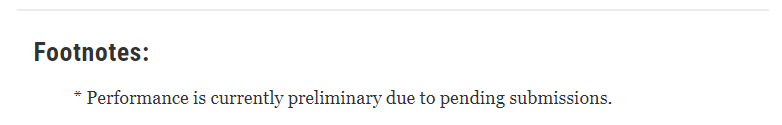 Footnotes:
* Performance is currently preliminary due to pending submissions.